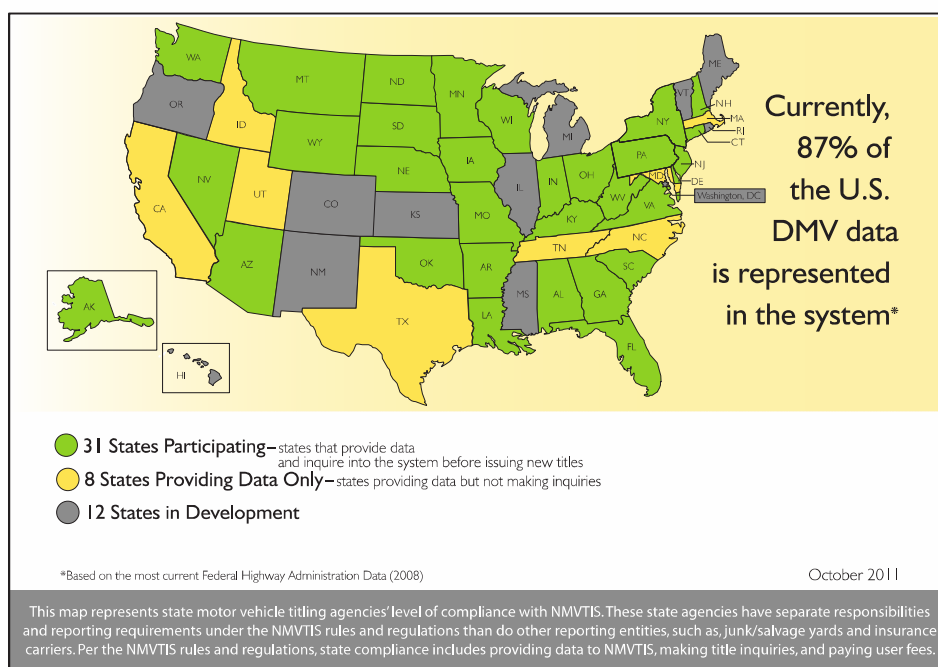 WA
MT
ND
MN
OR
ID
WY
SD
WI
MI
NY
VT
ME
NH
MA
RI
CT
NV
UT
CO
NE
KS
IA
MO
IL
IN
OH
PA
NJ
DE
MD
Washington, DC
WV
VA
KY
CA
AZ
NM
OK
AR
TN
NC
SC
TX
LA
MS
AL
GA
FL
AK
HI
Currently,
87% of
the U.S.
DMV data
is represented
in the system*
31 States Participating– states that provide data
and inquire into the system before issuing new titles
8 States Providing Data Only– states providing data but not making inquiries
12 States in Development
*Based on the most current Federal Highway Administration Data (2008)
October 2011
This map represents state motor vehicle titling agencies' level of compliance with NMVTIS. These state agencies have separate responsibilities
and reporting requirements under the NMVTIS rules and regulations than do other reporting entities, such as, junk/salvage yards and insurance
carriers. Per the NMVTIS rules and regulations, state compliance includes providing data to NMVTIS, making title inquiries, and paying user fees.